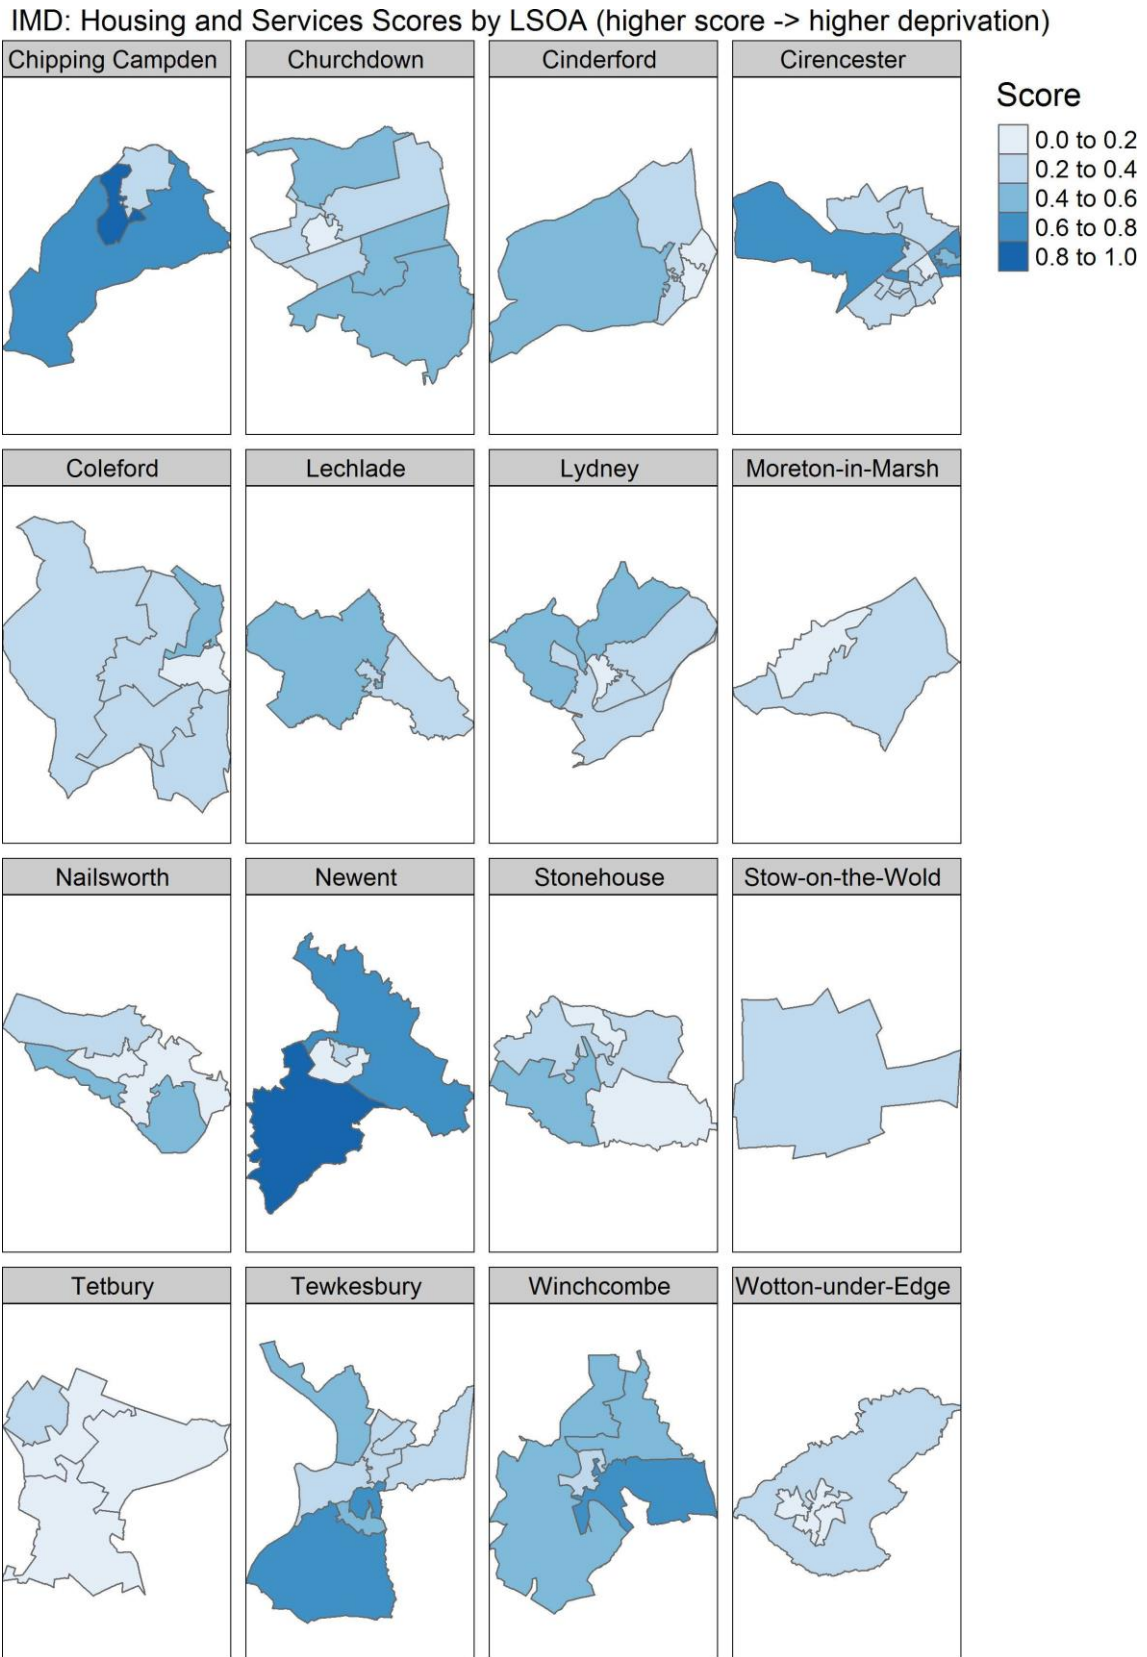 IMD: Housing and Services Scores by LSOA (higher score -> higher deprivation)
Chipping Campden
Churchdown
Cinderford
Cirencester
Score
0.0 to 0.2
0.2 to 0.4
0.4 to 0.6
0.6 to 0.8
0.8 to 1.0
Coleford
Lechlade
Lydney
Moreton-in-Marsh
Nailsworth
Newent
Stonehouse
Stow-on-the-Wold
Tetbury
Tewkesbury
Winchcombe
Wotton-under-Edge